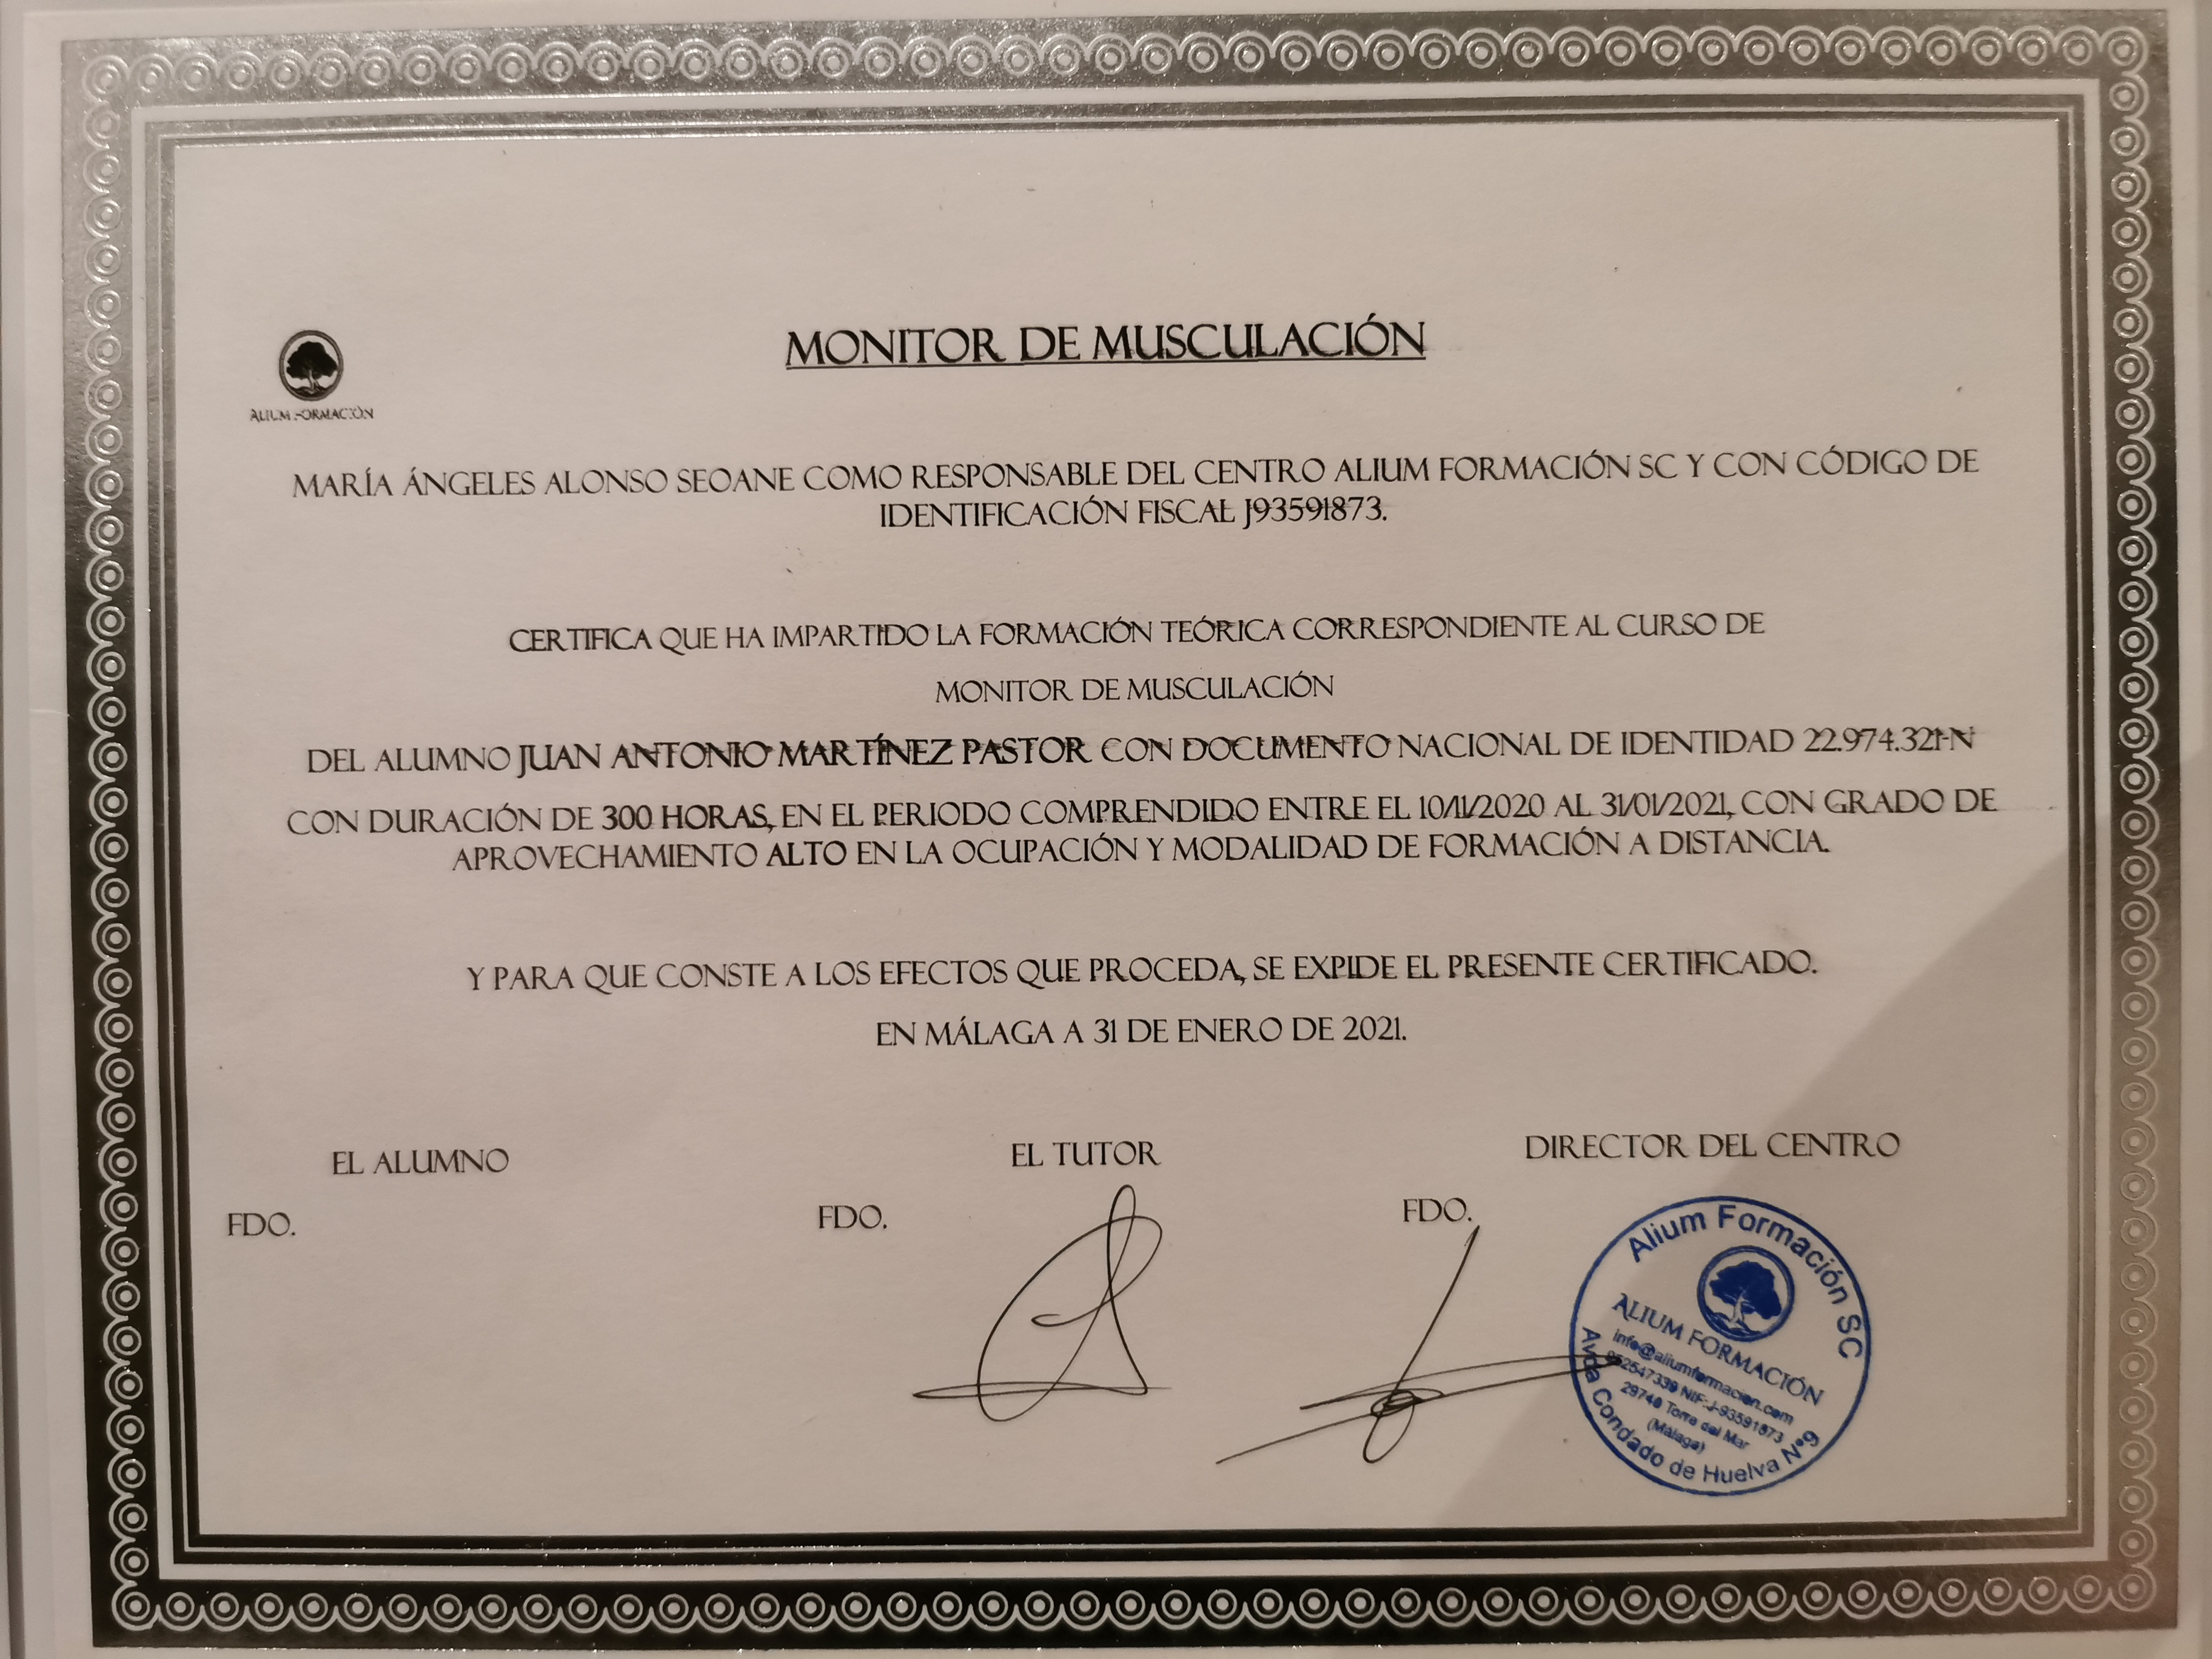 MONITOR DE MUSCULACIÓN
ALIUM FORMACIÓN
MARÍA ÁNGELES ALONSO SEOANE COMO RESPONSABLE DEL CENTRO ALIUM FORMACIÓN SC Y CON CÓDIGO DE
IDENTIFICACIÓN FISCAL J93591873.
CERTIFICA QUE HA IMPARTIDO LA FORMACIÓN TEÓRICA CORRESPONDIENTE AL CURSO DE
MONITOR DE MUSCULACIÓN
DEL ALUMNO JUAN ANTONIO MARTÍNEZ PASTOR CON DOCUMENTO NACIONAL DE IDENTIDAD 22.974.321-N
CON DURACIÓN DE 300 HORAS, EN EL PERIODO COMPRENDIDO ENTRE EL 10/11/2020 AL 31/01/2021, CON GRADO DE
APROVECHAMIENTO ALTO EN LA OCUPACIÓN Y MODALIDAD DE FORMACIÓN A DISTANCIA.
Y PARA QUE CONSTE A LOS EFECTOS QUE PROCEDA, SE EXPIDE EL PRESENTE CERTIFICADO.
EN MÁLAGA A 31 DE ENERO DE 2021.
EL ALUMNO
EL TUTOR
DIRECTOR DEL CENTRO
FDO.
FDO.
FDO.
Alium Formación SC
ALIUM FORMACIÓN
info@aliumformacion.com
952547339 NIF:J-93591873
29740 Torre del Mar
(Málaga)
Avda Condado de Huelva Nº9